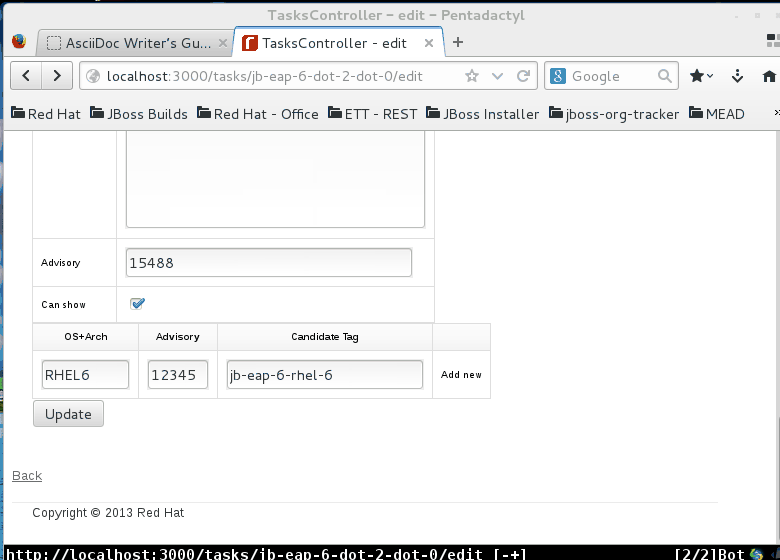 TasksController - edit - Pentadactyl
AsciiDoc Writer's Gu... TasksController - edit
localhost:3000/tasks/jb-eap-6-dot-2-dot-0/edit Google
Red Hat JBoss Builds Red Hat - Office ETT - REST JBoss Installer jboss-org-tracker MEAD
Advisory 15488
Can show
OS+Arch Advisory Candidate Tag
RHEL6 12345 jb-eap-6-rhel-6 Add new
Update
Back
Copyright © 2013 Red Hat
http://localhost:3000/tasks/jb-eap-6-dot-2-dot-0/edit [-+] [2/2]Bot